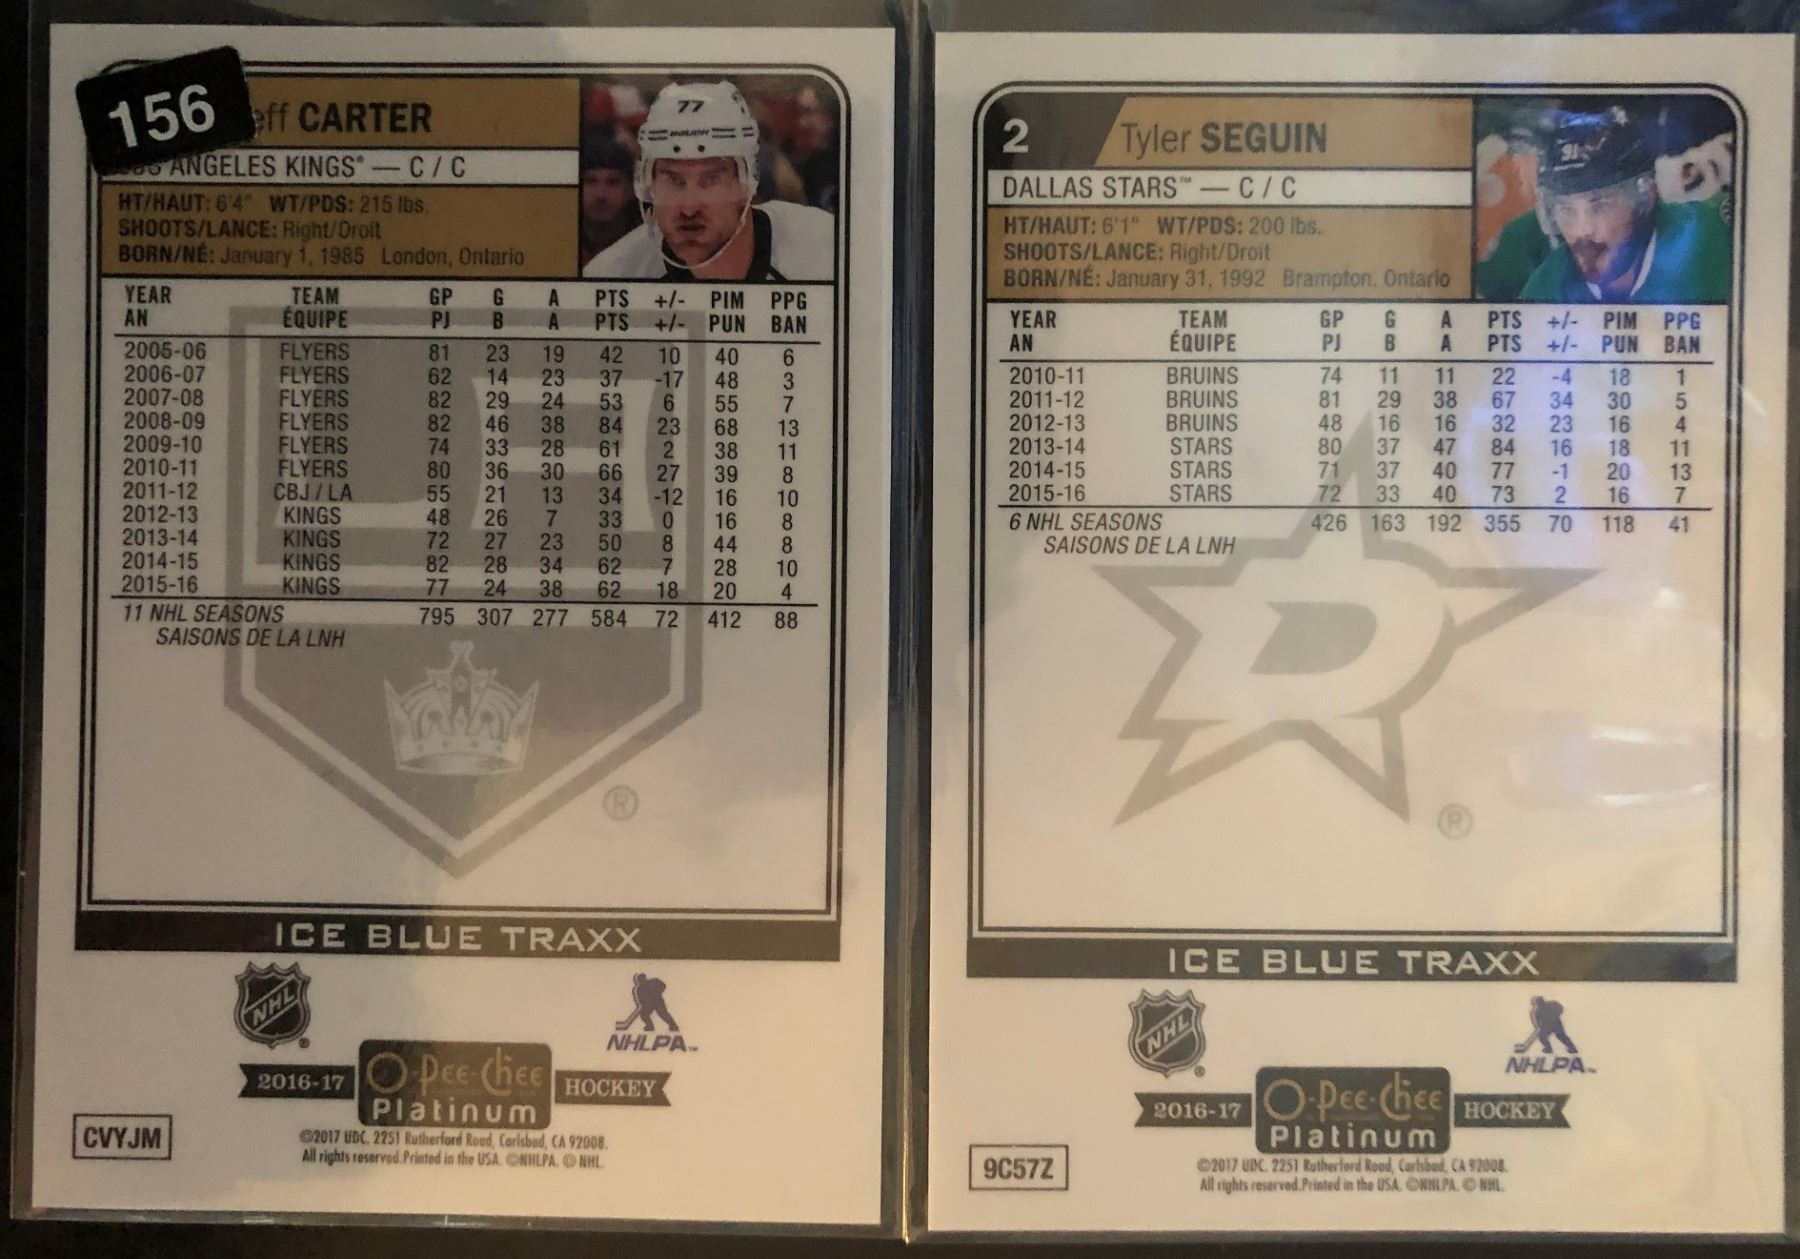 156
eff CARTER
ANGELES KINGS® — C / C
HT/HAUT: 6'4" WT/PDS: 215 lbs.
SHOOTS/LANCE: Right/Droit
BORN/NÉ: January 1, 1985 London, Ontario
77
BAUER
YEAR TEAM GP G A PTS +/- PIM PPG
AN ÉQUIPE PJ B A PTS +/- PUN BAN
2005-06 FLYERS 81 23 19 42 10 40 6
2006-07 FLYERS 62 14 23 37 -17 48 3
2007-08 FLYERS 82 29 24 53 6 55 7
2008-09 FLYERS 82 46 38 84 23 68 13
2009-10 FLYERS 74 33 28 61 2 38 11
2010-11 FLYERS 80 36 30 66 27 39 8
2011-12 CBJ / LA 55 21 13 34 -12 16 10
2012-13 KINGS 48 26 7 33 0 16 8
2013-14 KINGS 72 27 23 50 8 44 8
2014-15 KINGS 82 28 34 62 7 28 10
2015-16 KINGS 77 24 38 62 18 20 4
11 NHL SEASONS 795 307 277 584 72 412 88
SAISONS DE LA LNH
®
ICE BLUE TRAXX
NHL
®
NHLPA™
2016-17 O-Pee-Chee HOCKEY
Platinum
CVYJM
©2017 UDC. 2251 Rutherford Road, Carlsbad, CA 92008.
All rights reserved. Printed in the USA. ©NHLPA. © NHL.
2
Tyler SEGUIN
DALLAS STARS™ — C / C
HT/HAUT: 6'1" WT/PDS: 200 lbs.
SHOOTS/LANCE: Right/Droit
BORN/NÉ: January 31, 1992 Brampton, Ontario
91
YEAR TEAM GP G A PTS +/- PIM PPG
AN ÉQUIPE PJ B A PTS +/- PUN BAN
2010-11 BRUINS 74 11 11 22 -4 18 1
2011-12 BRUINS 81 29 38 67 34 30 5
2012-13 BRUINS 48 16 16 32 23 16 4
2013-14 STARS 80 37 47 84 16 18 11
2014-15 STARS 71 37 40 77 -1 20 13
2015-16 STARS 72 33 40 73 2 16 7
6 NHL SEASONS 426 163 192 355 70 118 41
SAISONS DE LA LNH
D
®
ICE BLUE TRAXX
NHL
®
NHLPA™
2016-17 O-Pee-Chee HOCKEY
Platinum
9C57Z
©2017 UDC. 2251 Rutherford Road, Carlsbad, CA 92008.
All rights reserved. Printed in the USA. ©NHLPA. © NHL.